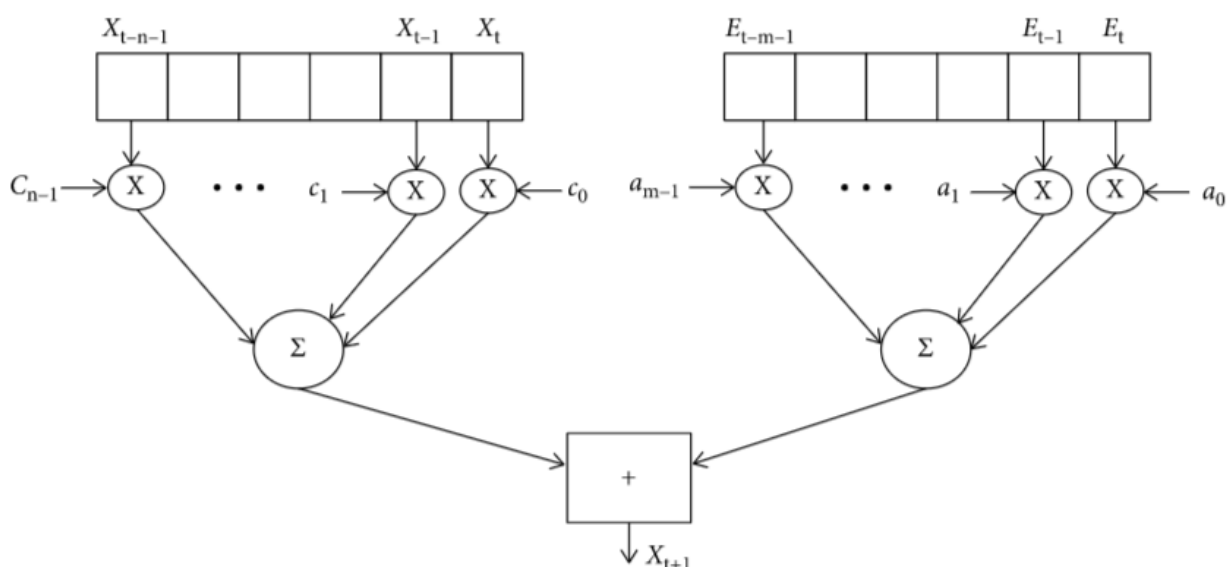 X_{t–n–1} X_{t–1} X_t E_{t–m–1} E_{t–1} E_t
C_{n–1} X • • • c_1 X X c_0 a_{m–1} X • • • a_1 X X a_0
Σ Σ
+
X_{t+1}